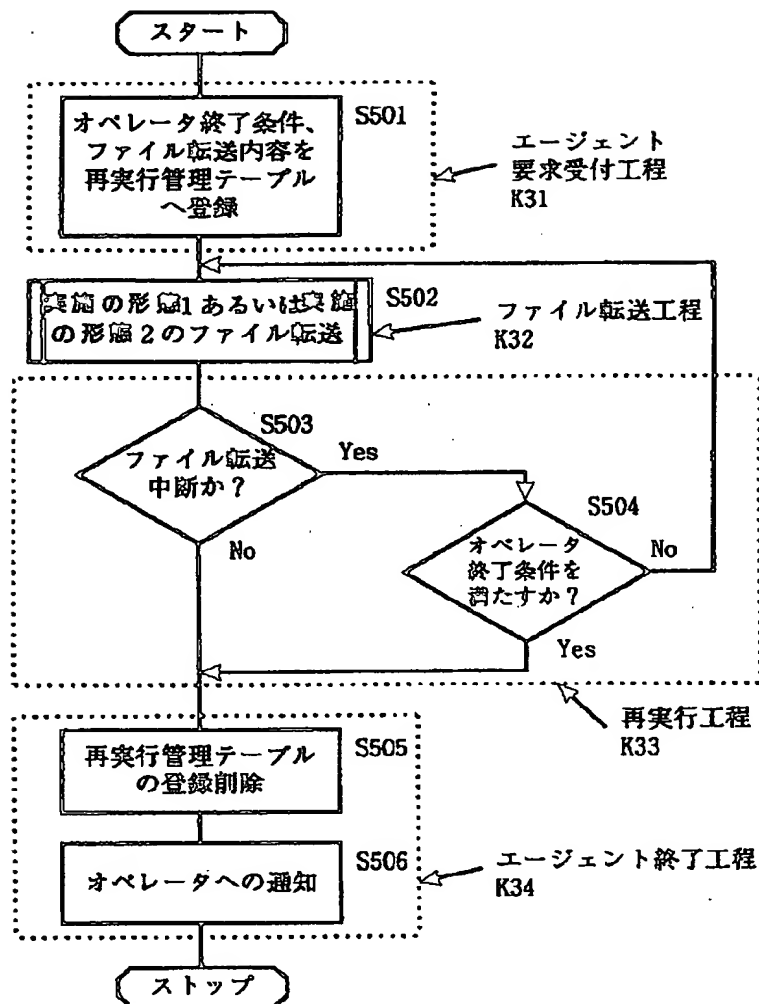 スタート
オペレータ終了条件、
ファイル転送内容を
再実行管理テーブル
へ登録
S501
エージェント
要求受付工程
K31
実施の形態1あるいは実施
の形態2のファイル転送
S502
ファイル転送工程
K32
S503
ファイル転送
中断か?
Yes
No
S504
オペレータ
終了条件を
満たすか?
No
Yes
再実行工程
K33
再実行管理テーブル
の登録削除
S505
オペレータへの通知
S506
エージェント終了工程
K34
ストップ